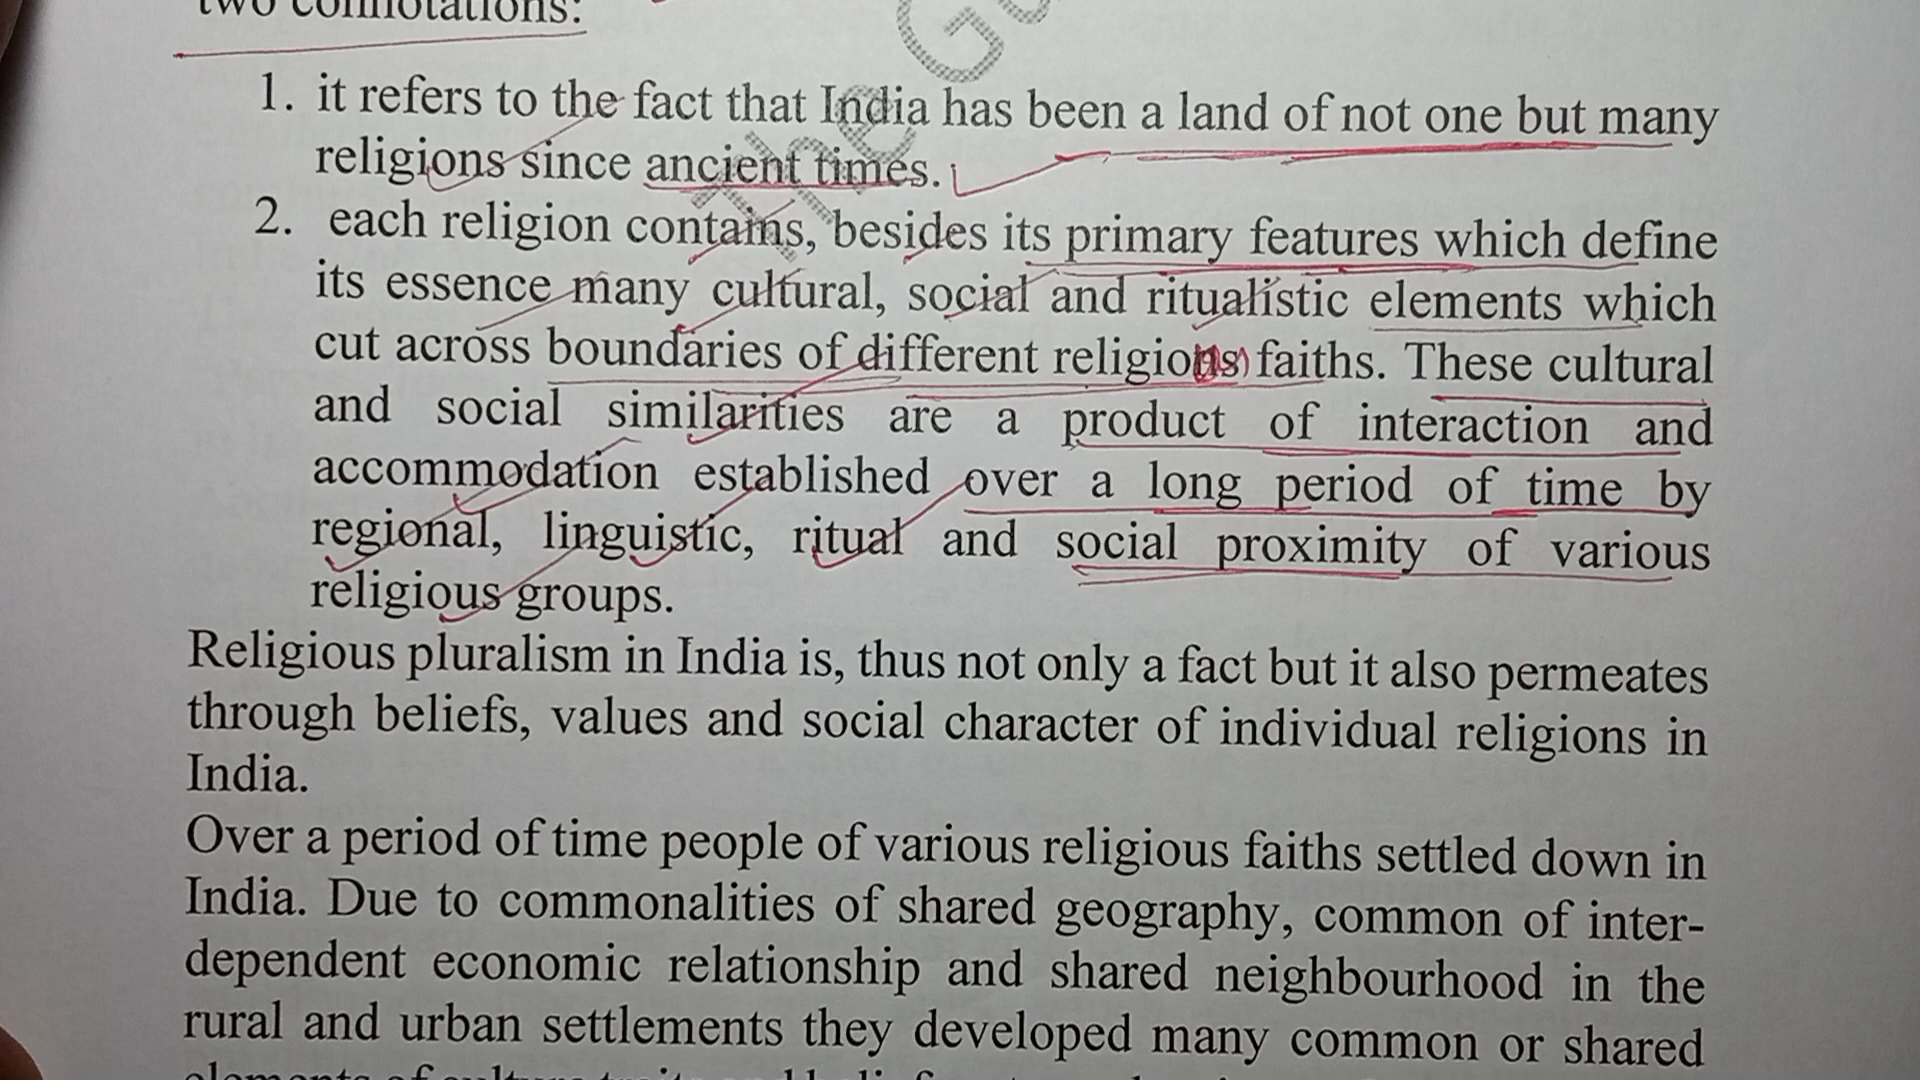 two connotations:
1. it refers to the fact that India has been a land of not one but many
religions since ancient times.
2. each religion contains, besides its primary features which define
its essence many cultural, social and ritualistic elements which
cut across boundaries of different religious faiths. These cultural
and social similarities are a product of interaction and
accommodation established over a long period of time by
regional, linguistic, ritual and social proximity of various
religious groups.
Religious pluralism in India is, thus not only a fact but it also permeates
through beliefs, values and social character of individual religions in
India.
Over a period of time people of various religious faiths settled down in
India. Due to commonalities of shared geography, common of inter-
dependent economic relationship and shared neighbourhood in the
rural and urban settlements they developed many common or shared
elements of culture
The